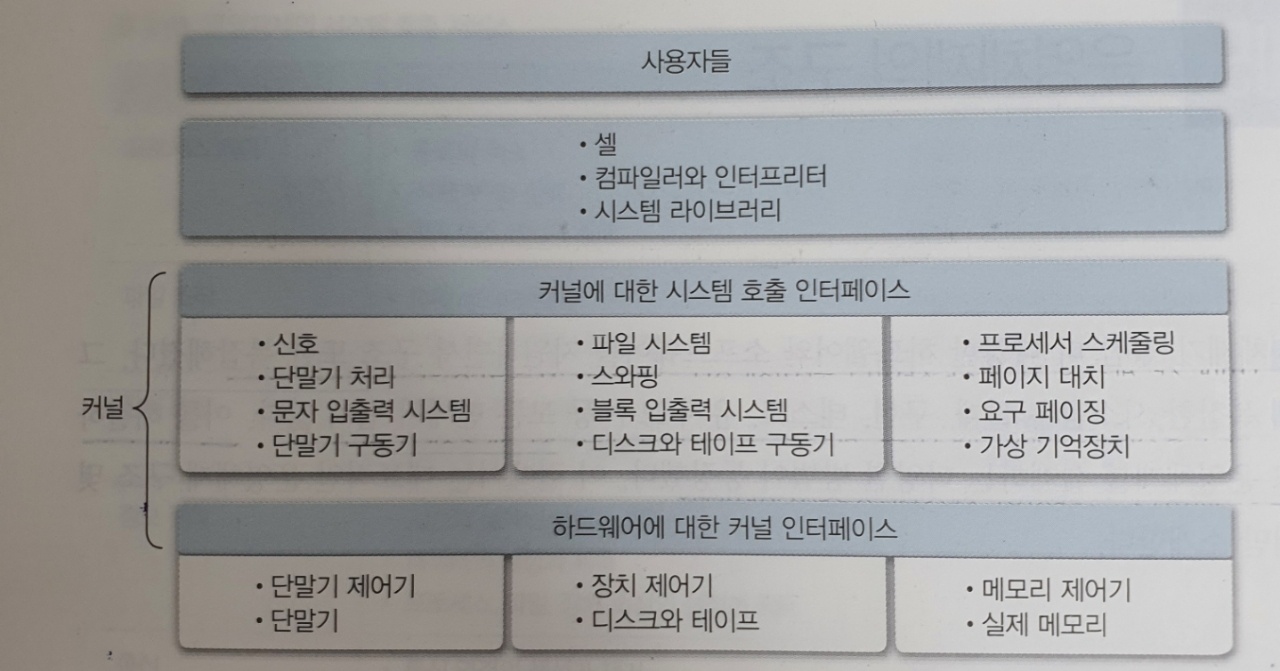 사용자들
• 셸
• 컴파일러와 인터프리터
• 시스템 라이브러리
커널
커널에 대한 시스템 호출 인터페이스
• 신호
• 단말기 처리
• 문자 입출력 시스템
• 단말기 구동기
• 파일 시스템
• 스와핑
• 블록 입출력 시스템
• 디스크와 테이프 구동기
• 프로세서 스케줄링
• 페이지 대치
• 요구 페이징
• 가상 기억장치
하드웨어에 대한 커널 인터페이스
• 단말기 제어기
• 단말기
• 장치 제어기
• 디스크와 테이프
• 메모리 제어기
• 실제 메모리